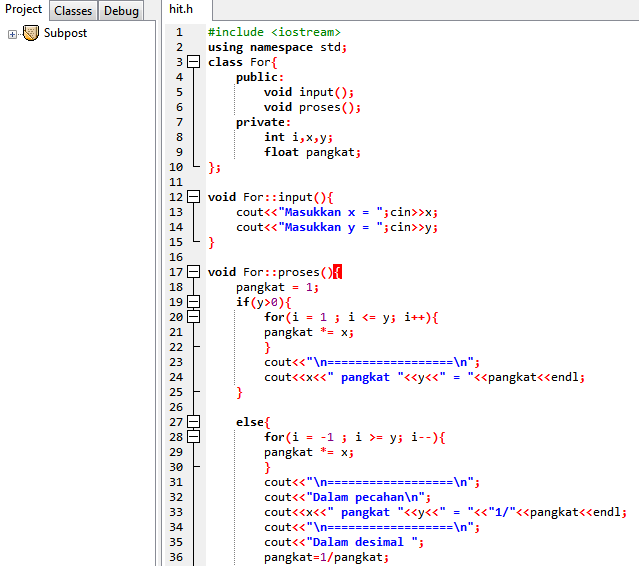 Project Classes Debug
Subpost
hit.h
1 #include <iostream>
2 using namespace std;
3 class For{
4 public:
5 void input();
6 void proses();
7 private:
8 int i,x,y;
9 float pangkat;
10 };
11
12 void For::input(){
13 cout<<"Masukkan x = ";cin>>x;
14 cout<<"Masukkan y = ";cin>>y;
15 }
16
17 void For::proses(){
18 pangkat = 1;
19 if(y>0){
20 for(i = 1 ; i <= y; i++){
21 pangkat *= x;
22 }
23 cout<<"\n==================\n";
24 cout<<x<<" pangkat "<<y<<" = "<<pangkat<<endl;
25 }
26
27 else{
28 for(i = -1 ; i >= y; i--){
29 pangkat *= x;
30 }
31 cout<<"\n==================\n";
32 cout<<"Dalam pecahan\n";
33 cout<<x<<" pangkat "<<y<<" = "<<"1/"<<pangkat<<endl;
34 cout<<"\n==================\n";
35 cout<<"Dalam desimal ";
36 pangkat=1/pangkat;